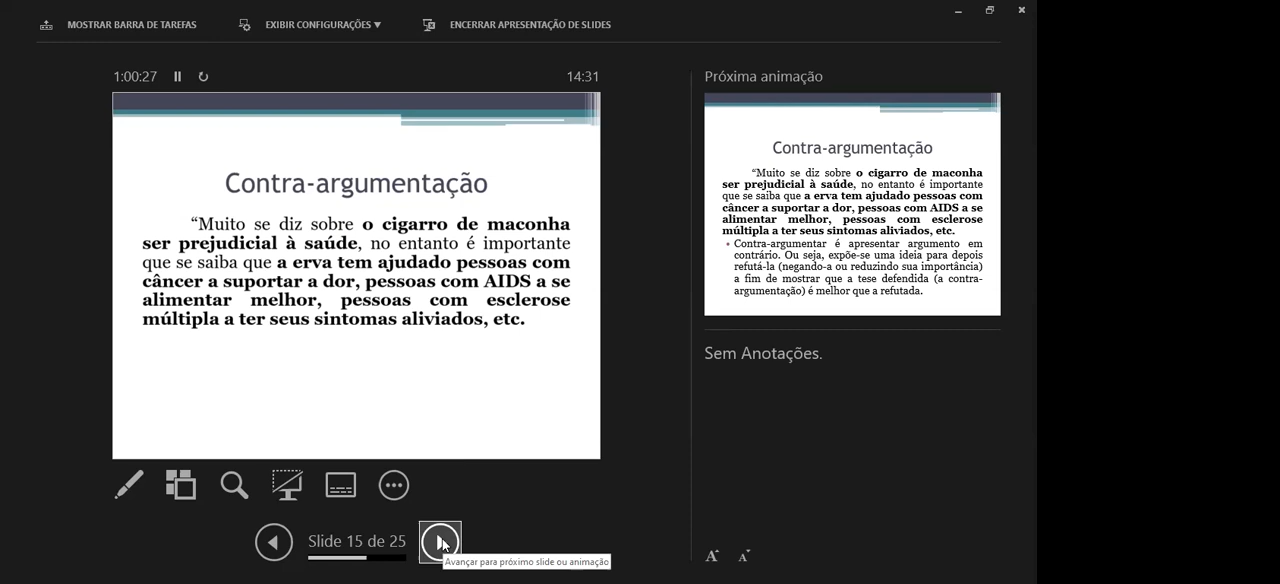 MOSTRAR BARRA DE TAREFAS
EXIBIR CONFIGURAÇÕES ▼
ENCERRAR APRESENTAÇÃO DE SLIDES
1:00:27
14:31
Contra-argumentação
“Muito se diz sobre o cigarro de maconha
ser prejudicial à saúde, no entanto é importante
que se saiba que a erva tem ajudado pessoas com
câncer a suportar a dor, pessoas com AIDS a se
alimentar melhor, pessoas com esclerose
múltipla a ter seus sintomas aliviados, etc.
Slide 15 de 25
Avançar para próximo slide ou animação
Próxima animação
Contra-argumentação
“Muito se diz sobre o cigarro de maconha
ser prejudicial à saúde, no entanto é importante
que se saiba que a erva tem ajudado pessoas com
câncer a suportar a dor, pessoas com AIDS a se
alimentar melhor, pessoas com esclerose
múltipla a ter seus sintomas aliviados, etc.
• Contra-argumentar é apresentar argumento em
contrário. Ou seja, expõe-se uma ideia para depois
refutá-la (negando-a ou reduzindo sua importância)
a fim de mostrar que a tese defendida (a contra-
argumentação) é melhor que a refutada.
Sem Anotações.
A A